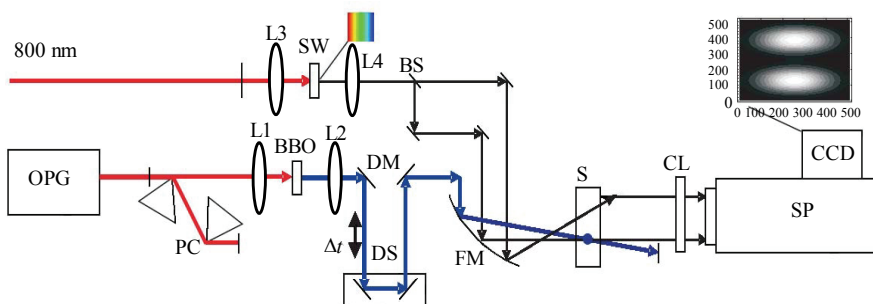 800 nm
L3
SW
L4
BS
500
400
300
200
100
0
0 100 200 300 400 500
CCD
OPG
L1
BBO
L2
DM
S
CL
SP
PC
Δt
DS
FM